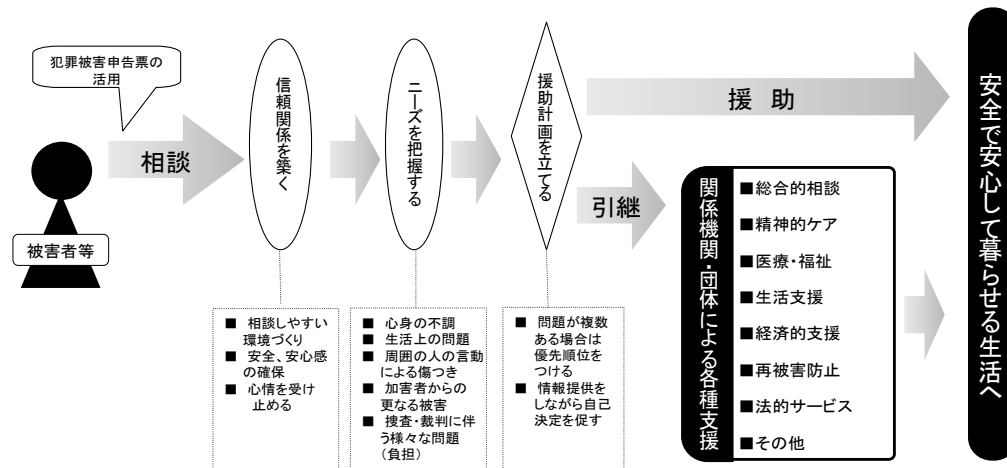 犯罪被害申告票の
活用
被害者等
相談
信頼関係を築く
ニーズを把握する
援助計画を立てる
援 助
引継
関係機関・団体による各種支援
■総合的相談
■精神的ケア
■医療・福祉
■生活支援
■経済的支援
■再被害防止
■法的サービス
■その他
安全で安心して暮らせる生活へ
■ 相談しやすい
環境づくり
■ 安全、安心感
の確保
■ 心情を受け
止める
■ 心身の不調
■ 生活上の問題
■ 周囲の人の言動
による傷つき
■ 加害者からの
更なる被害
■ 捜査・裁判に伴
う様々な問題
(負担)
■ 問題が複数
ある場合は
優先順位を
つける
■ 情報提供を
しながら自己
決定を促す